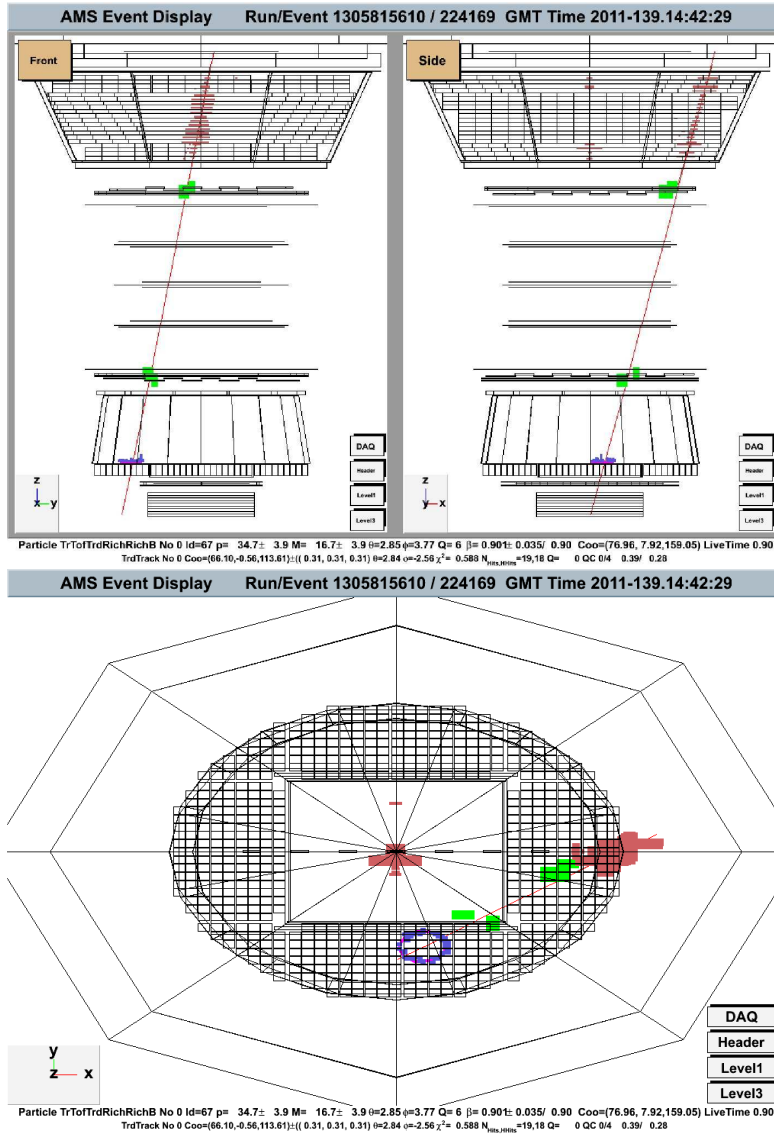 AMS Event Display Run/Event 1305815610 / 224169 GMT Time 2011-139.14:42:29
Front
Side
DAQ
Header
Level1
Level3
z
x y
DAQ
Header
Level1
Level3
z
y x
Particle TrTofTrdRichRichB No 0 Id=67 p= 34.7± 3.9 M= 16.7± 3.9 θ=2.85 φ=3.77 Q= 6 β= 0.901± 0.035/ 0.90 Coo=(76.96, 7.92,159.05) LiveTime 0.90
TrdTrack No 0 Coo=(66.10,-0.56,113.61)±(( 0.31, 0.31, 0.31) θ=2.84 φ=-2.56 χ²= 0.588 N Hits,HHits =19,18 Q= 0 QC 0/4 0.39/ 0.28
AMS Event Display Run/Event 1305815610 / 224169 GMT Time 2011-139.14:42:29
DAQ
Header
Level1
Level3
y
z x
Particle TrTofTrdRichRichB No 0 Id=67 p= 34.7± 3.9 M= 16.7± 3.9 θ=2.85 φ=3.77 Q= 6 β= 0.901± 0.035/ 0.90 Coo=(76.96, 7.92,159.05) LiveTime 0.90
TrdTrack No 0 Coo=(66.10,-0.56,113.61)±(( 0.31, 0.31, 0.31) θ=2.84 φ=-2.56 χ²= 0.588 N Hits,HHits =19,18 Q= 0 QC 0/4 0.39/ 0.28